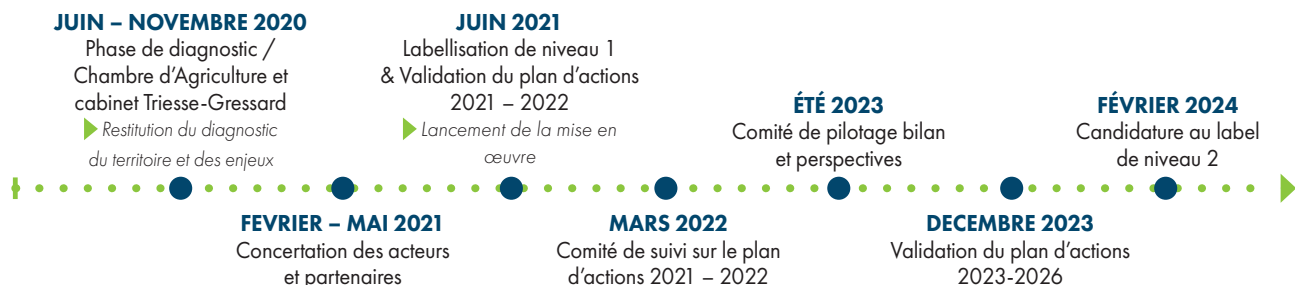 JUIN – NOVEMBRE 2020
Phase de diagnostic /
Chambre d'Agriculture et
cabinet Triesse-Gressard
Restitution du diagnostic
du territoire et des enjeux
FEVRIER – MAI 2021
Concertation des acteurs
et partenaires
JUIN 2021
Labellisation de niveau 1
& Validation du plan d'actions
2021 – 2022
Lancement de la mise en
œuvre
MARS 2022
Comité de suivi sur le plan
d'actions 2021 – 2022
ÉTÉ 2023
Comité de pilotage bilan
et perspectives
DECEMBRE 2023
Validation du plan d'actions
2023-2026
FÉVRIER 2024
Candidature au label
de niveau 2